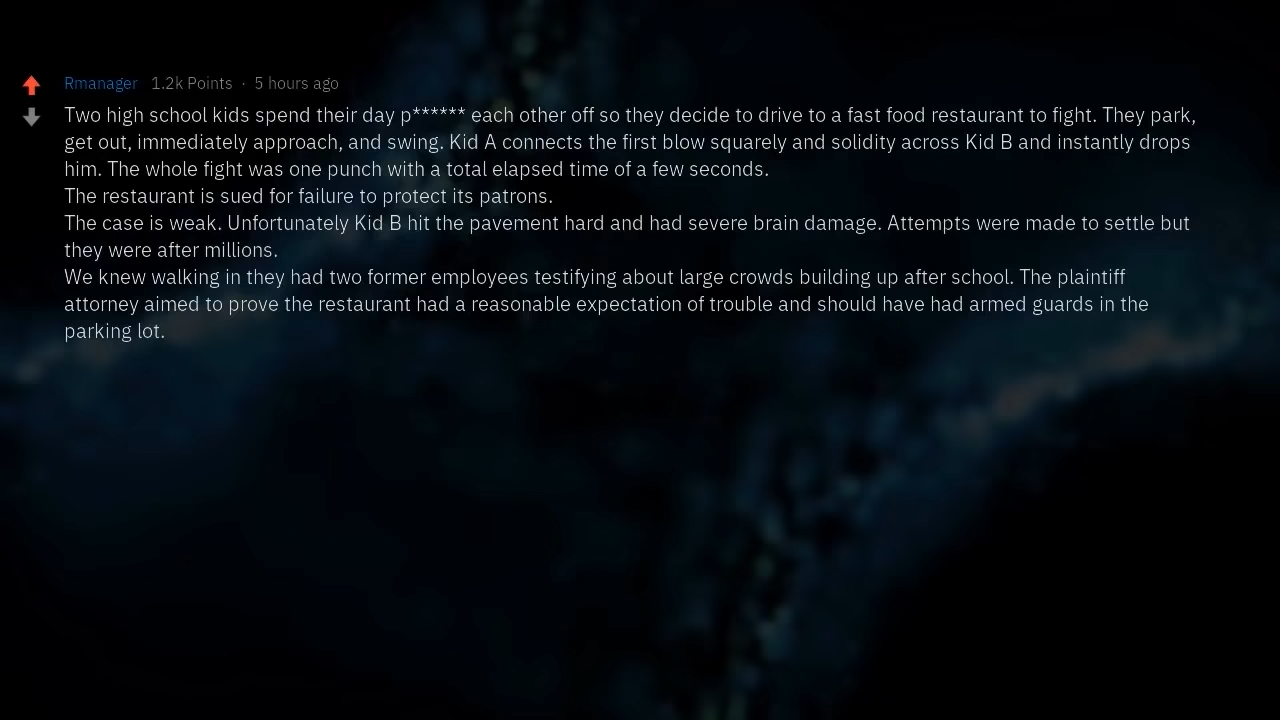 Rmanager 1.2k Points · 5 hours ago
Two high school kids spend their day p****** each other off so they decide to drive to a fast food restaurant to fight. They park,
get out, immediately approach, and swing. Kid A connects the first blow squarely and solidity across Kid B and instantly drops
him. The whole fight was one punch with a total elapsed time of a few seconds.
The restaurant is sued for failure to protect its patrons.
The case is weak. Unfortunately Kid B hit the pavement hard and had severe brain damage. Attempts were made to settle but
they were after millions.
We knew walking in they had two former employees testifying about large crowds building up after school. The plaintiff
attorney aimed to prove the restaurant had a reasonable expectation of trouble and should have had armed guards in the
parking lot.